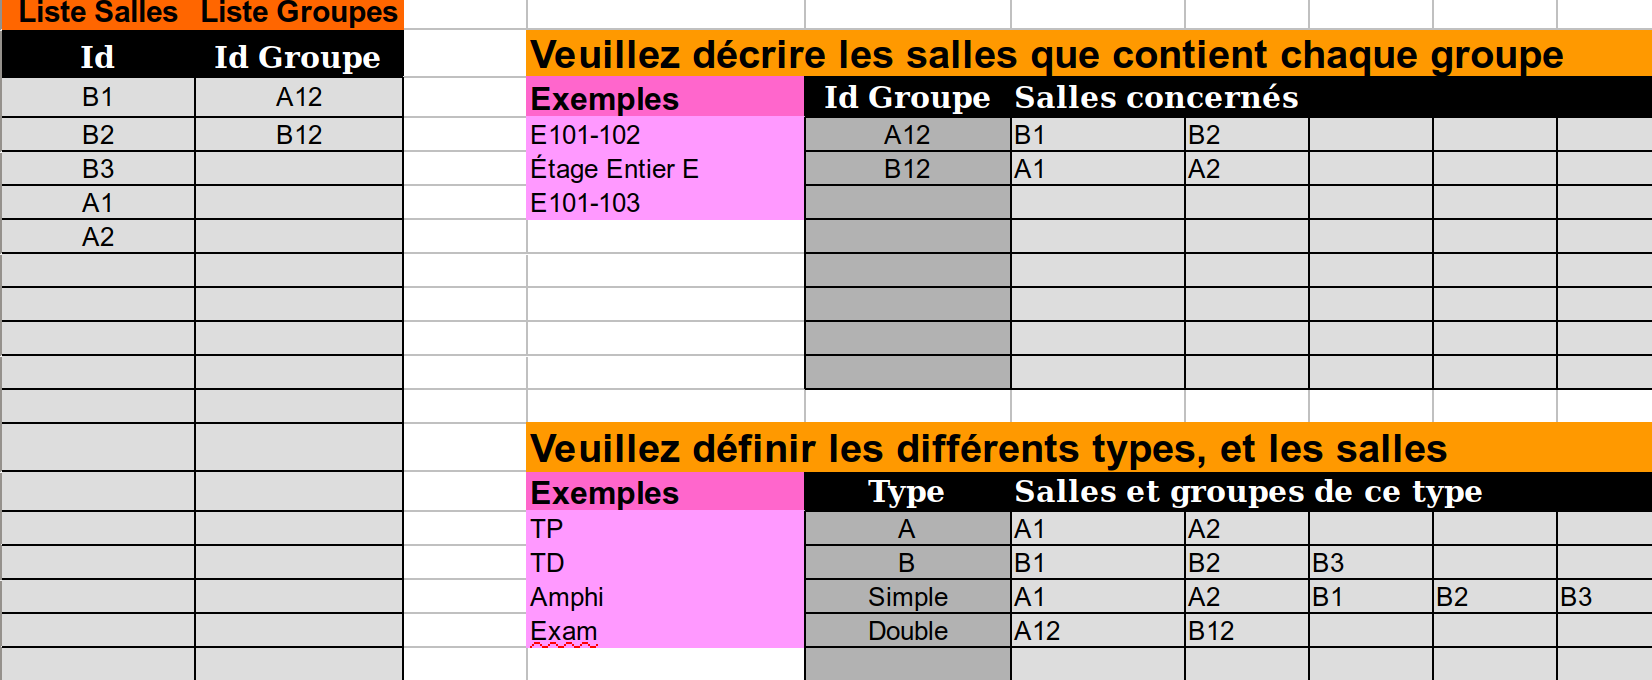 Liste Salles Liste Groupes
Id Id Groupe
B1 A12
B2 B12
B3
A1
A2
Veuillez décrire les salles que contient chaque groupe
Exemples Id Groupe Salles concernés
E101-102 A12 B1 B2
Étage Entier E B12 A1 A2
E101-103
Veuillez définir les différents types, et les salles
Exemples Type Salles et groupes de ce type
TP A A1 A2
TD B B1 B2 B3
Amphi Simple A1 A2 B1 B2 B3
Exam Double A12 B12